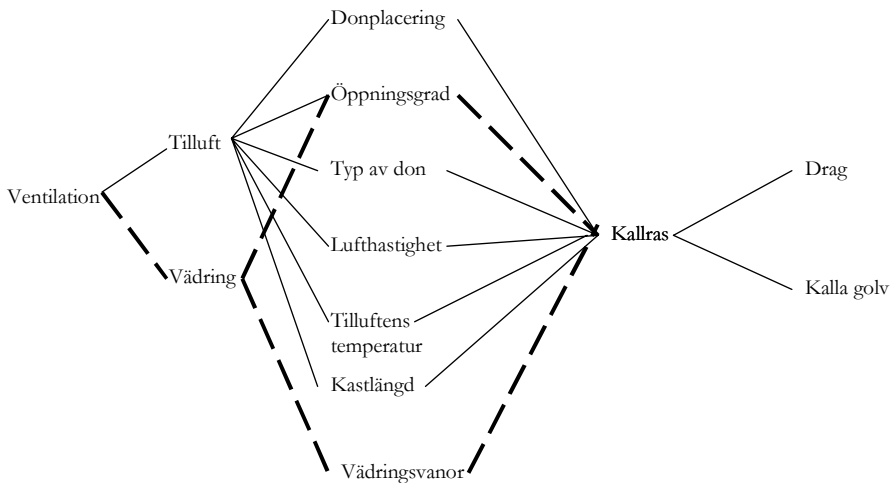 Donplacering
Öppningsgrad
Tilluft
Typ av don
Drag
Ventilation
Lufthastighet
Kallras
Vädring
Kalla golv
Tilluftens
temperatur
Kastlängd
Vädringsvanor